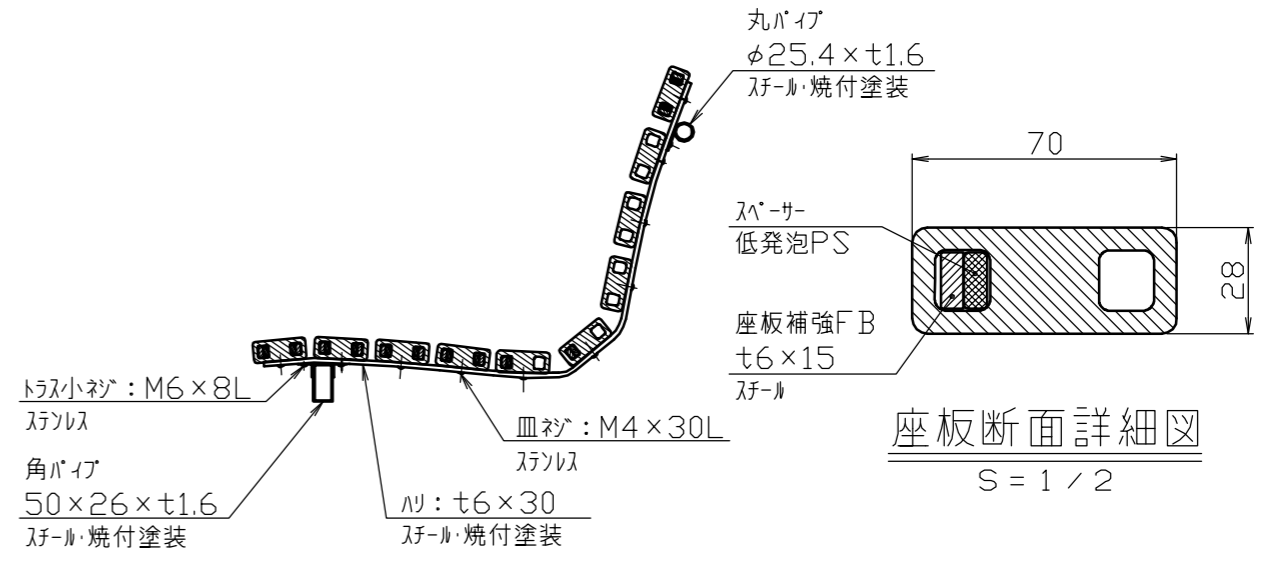 丸パイプ
φ25.4×t1.6
スチール・焼付塗装
70
28
スペーサー
低発泡PS
座板補強FB
t6×15
スチール
座板断面詳細図
S=1/2
トラス小ネジ：M6×8L
ステンレス
皿ネジ：M4×30L
ステンレス
角パイプ
50×26×t1.6
スチール・焼付塗装
ハリ：t6×30
スチール・焼付塗装